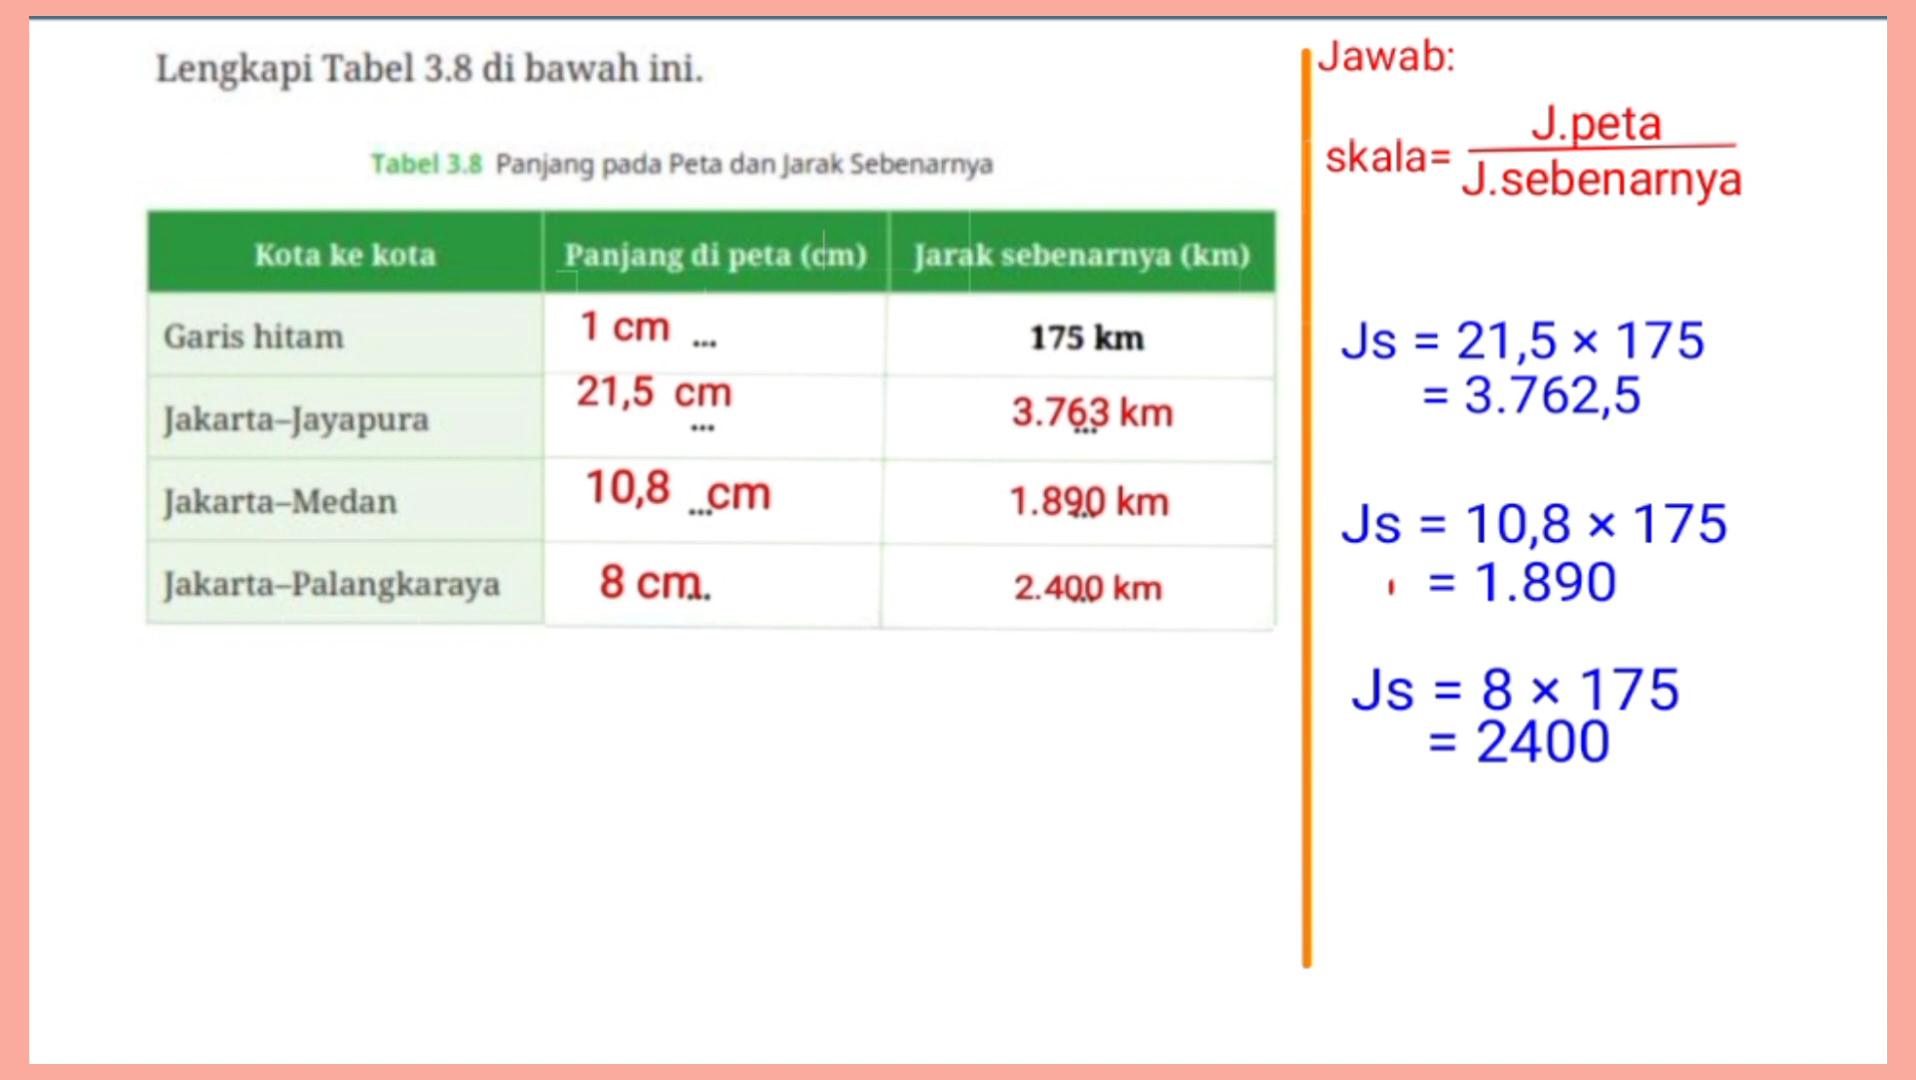 Lengkapi Tabel 3.8 di bawah ini.
Tabel 3.8 Panjang pada Peta dan Jarak Sebenarnya
Kota ke kota Panjang di peta (cm) Jarak sebenarnya (km)
Garis hitam 1 cm ... 175 km
Jakarta–Jayapura 21,5 cm ... 3.763 km ...
Jakarta–Medan 10,8 ... cm 1.890 km ...
Jakarta–Palangkaraya 8 cm ... 2.400 km ...
Jawab:
skala= J.peta
J.sebenarnya
Js = 21,5 × 175
= 3.762,5
Js = 10,8 × 175
= 1.890
Js = 8 × 175
= 2400